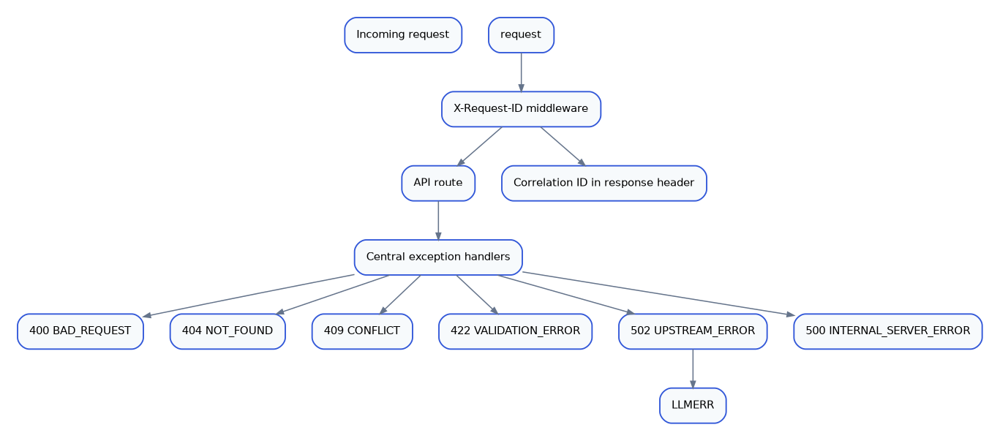 Incoming request
request
X-Request-ID middleware
API route
Correlation ID in response header
Central exception handlers
400 BAD_REQUEST
404 NOT_FOUND
409 CONFLICT
422 VALIDATION_ERROR
502 UPSTREAM_ERROR
500 INTERNAL_SERVER_ERROR
LLMERR